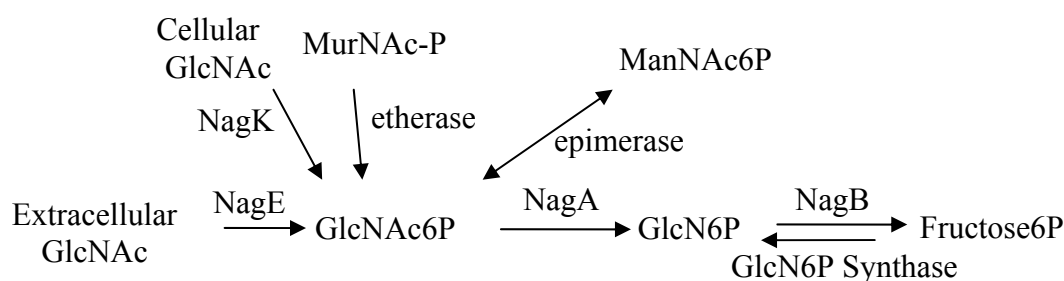 Cellular
GlcNAc
MurNAc-P
ManNAc6P
NagK
etherase
epimerase
Extracellular
GlcNAc
NagE
GlcNAc6P
NagA
GlcN6P
NagB
Fructose6P
GlcN6P Synthase